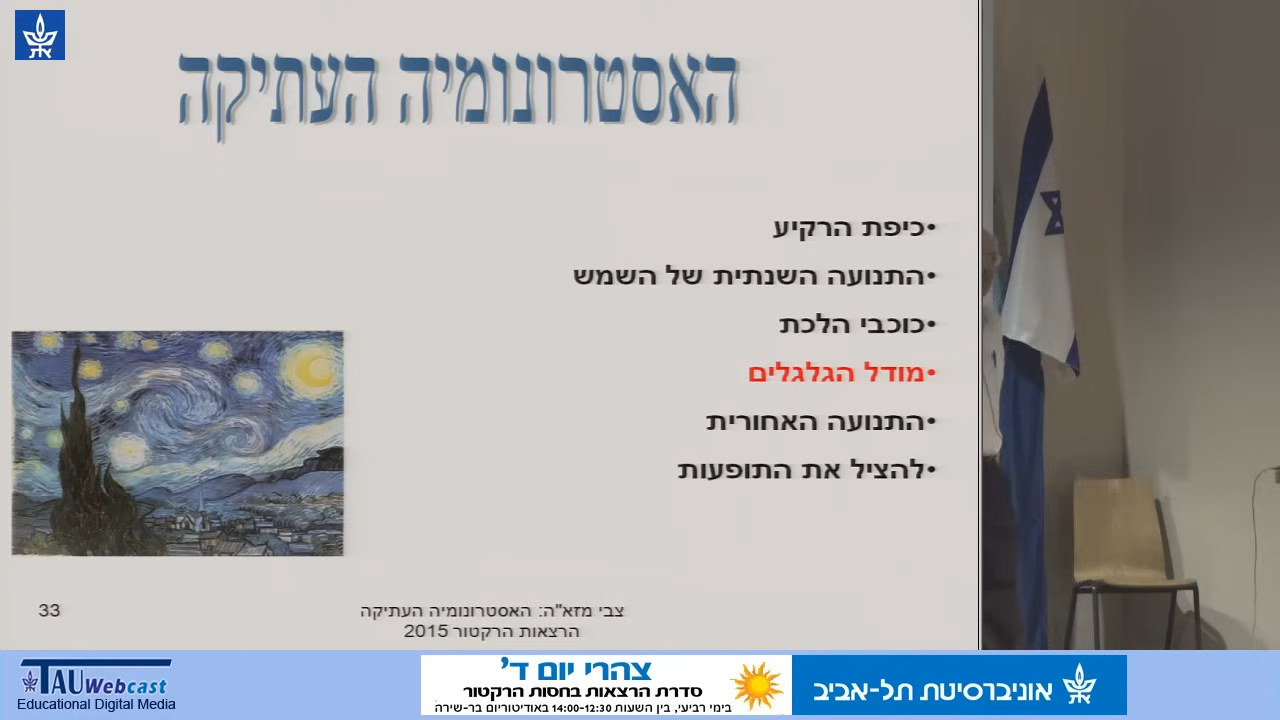 האסטרונומיה העתיקה
•כיפת הרקיע
•התנועה השנתית של השמש
•כוכבי הלכת
•מודל הגלגלים
•התנועה האחורית
•להציל את התופעות
צבי מזא"ה: האסטרונומיה העתיקה
הרצאות הרקטור 2015
33
TAU Webcast
Educational Digital Media
צהרי יום ד'
סדרת הרצאות בחסות הרקטור
בימי רביעי, בין השעות 14:00-12:30 באודיטוריום בר-שירה
אוניברסיטת תל-אביב